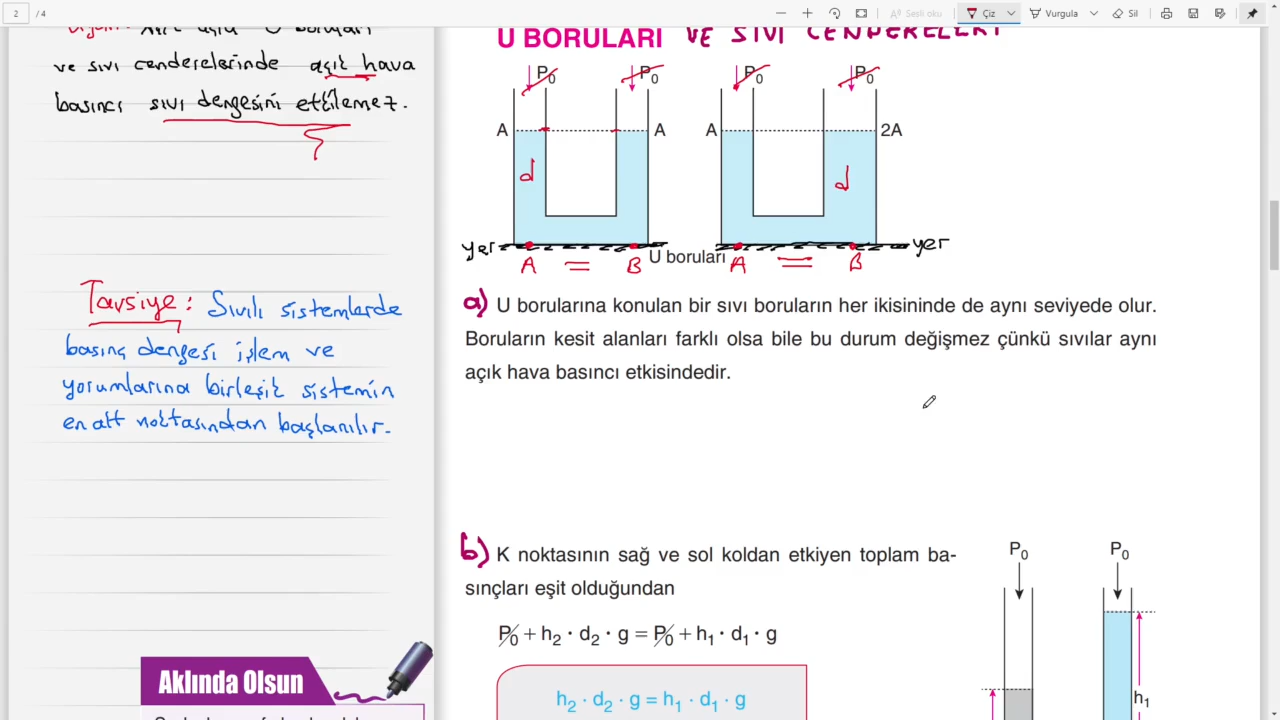 2 / 4
Sesli oku
Çiz
Vurgula
Sil
ve sıvı cenderelerinde açık hava
basıncı sıvı dengesini etkilemez.
Tavsiye: Sıvılı sistemlerde
basınç dengesi işlem ve
yorumlarına birleşik sistemin
en alt noktasından başlanılır.
Aklında Olsun
U BORULARI VE SIVI CENDERELERİ
P0 P0 P0 P0
A A A 2A
d d
yer yer
A = B U boruları A = B
a) U borularına konulan bir sıvı boruların her ikisininde de aynı seviyede olur.
Boruların kesit alanları farklı olsa bile bu durum değişmez çünkü sıvılar aynı
açık hava basıncı etkisindedir.
b) K noktasının sağ ve sol koldan etkiyen toplam ba-
sınçları eşit olduğundan
P0 + h2 · d2 · g = P0 + h1 · d1 · g
h2 · d2 · g = h1 · d1 · g
P0 P0
h1